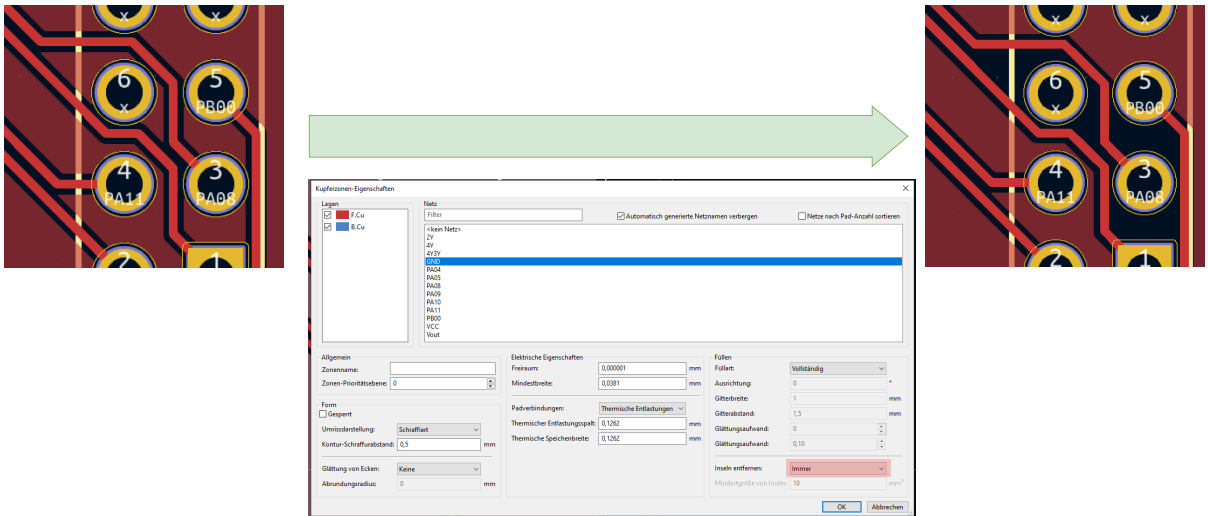 x x
6 5
x PB00
4 3
PA11 PA08
2 1
Kupferzonen-Eigenschaften
Lagen
F.Cu
B.Cu
Netz
Filter
Automatisch generierte Netznamen verbergen
Netze nach Pad-Anzahl sortieren
<kein Netz>
2Y
4Y
4Y3Y
GND
PA04
PA05
PA08
PA09
PA10
PA11
PB00
VCC
Vout
Allgemein
Zonenname:
Zonen-Prioritätsebene: 0
Form
Gesperrt
Umrissdarstellung: Schraffiert
Kontur-Schraffurabstand: 0,5 mm
Glättung von Ecken: Keine
Abrundungsradius: 0 mm
Elektrische Eigenschaften
Freiraum: 0,000001 mm
Mindestbreite: 0,0381 mm
Padverbindungen: Thermische Entlastungen
Thermischer Entlastungsspalt: 0,1262 mm
Thermische Speichenbreite: 0,1262 mm
Füllen
Füllart: Vollständig
Ausrichtung: 0 °
Gitterbreite: 1 mm
Gitterabstand: 1,5 mm
Glättungsaufwand: 0
Glättungsaufwand: 0,10
Inseln entfernen: Immer
Mindestgröße von Inseln: 10 mm²
OK Abbrechen
x x
6 5
x PB00
4 3
PA11 PA08
2 1